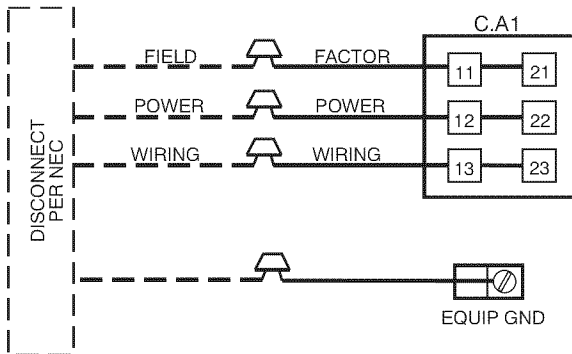 C.A1
FIELD FACTOR
11 21
POWER POWER
12 22
WIRING WIRING
13 23
DISCONNECT
PER NEC
EQUIP GND